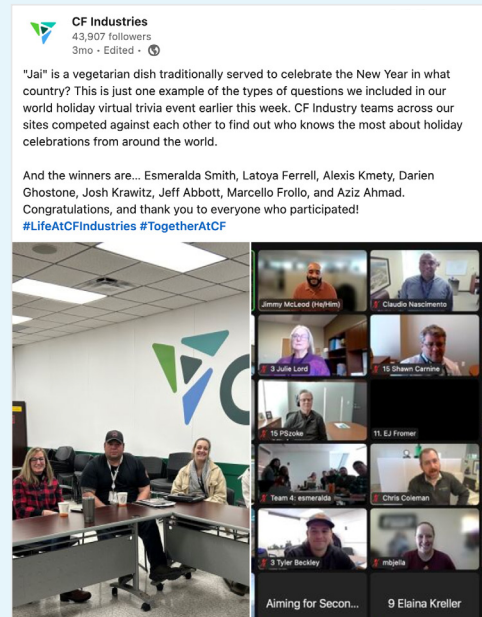 CF Industries
43,907 followers
3mo • Edited •
"Jai" is a vegetarian dish traditionally served to celebrate the New Year in what
country? This is just one example of the types of questions we included in our
world holiday virtual trivia event earlier this week. CF Industry teams across our
sites competed against each other to find out who knows the most about holiday
celebrations from around the world.
And the winners are... Esmeralda Smith, Latoya Ferrell, Alexis Kmety, Darien
Ghostone, Josh Krawitz, Jeff Abbott, Marcello Frollo, and Aziz Ahmad.
Congratulations, and thank you to everyone who participated!
#LifeAtCFIndustries #TogetherAtCF
C
Jimmy McLeod (He/Him)
Claudio Nascimento
3 Julie Lord
15 Shawn Carnine
15 PSzoke
11. EJ Fromer
Team 4: esmeralda
Chris Coleman
3 Tyler Beckley
mbjella
Aiming for Secon...
9 Elaina Kreller